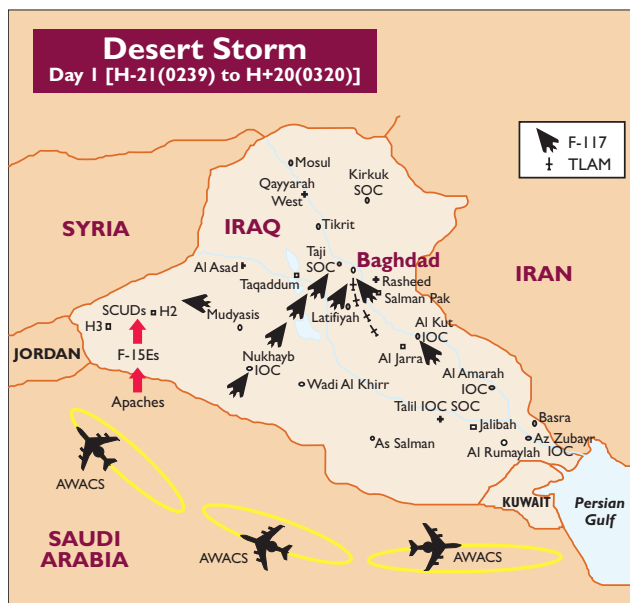 Desert Storm
Day 1 [H-21(0239) to H+20(0320)]
F-117
TLAM
Mosul
Qayyarah
West
Kirkuk
SOC
SYRIA
IRAQ
Tikrit
Taji
SOC
Baghdad
IRAN
Al Asad
Taqaddum
Rasheed
Salman Pak
SCUDs
H2
Mudyasis
Latifiyah
Al Kut
IOC
H3
JORDAN
F-15Es
Nukhayb
IOC
Al Jarra
Al Amarah
IOC
Apaches
Wadi Al Khirr
Talil IOC SOC
Jalibah
Basra
As Salman
Al Rumaylah
Az Zubayr
IOC
AWACS
KUWAIT
Persian
Gulf
SAUDI
ARABIA
AWACS
AWACS